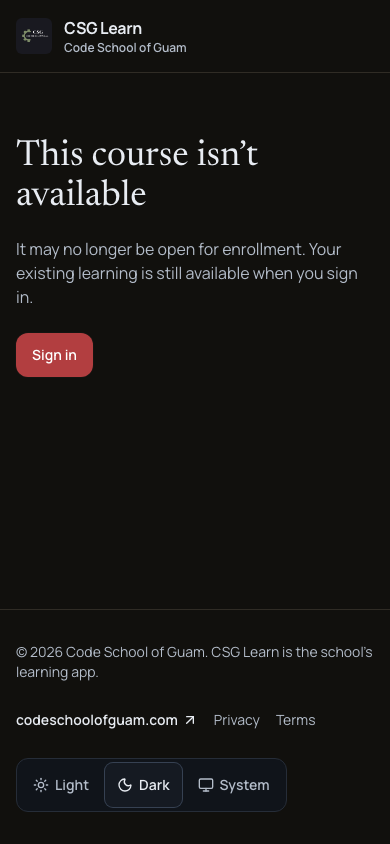 CSG
CSG Learn
Code School of Guam
This course isn’t
available
It may no longer be open for enrollment. Your
existing learning is still available when you sign
in.
Sign in
© 2026 Code School of Guam. CSG Learn is the school’s
learning app.
codeschoolofguam.com
Privacy
Terms
Light
Dark
System